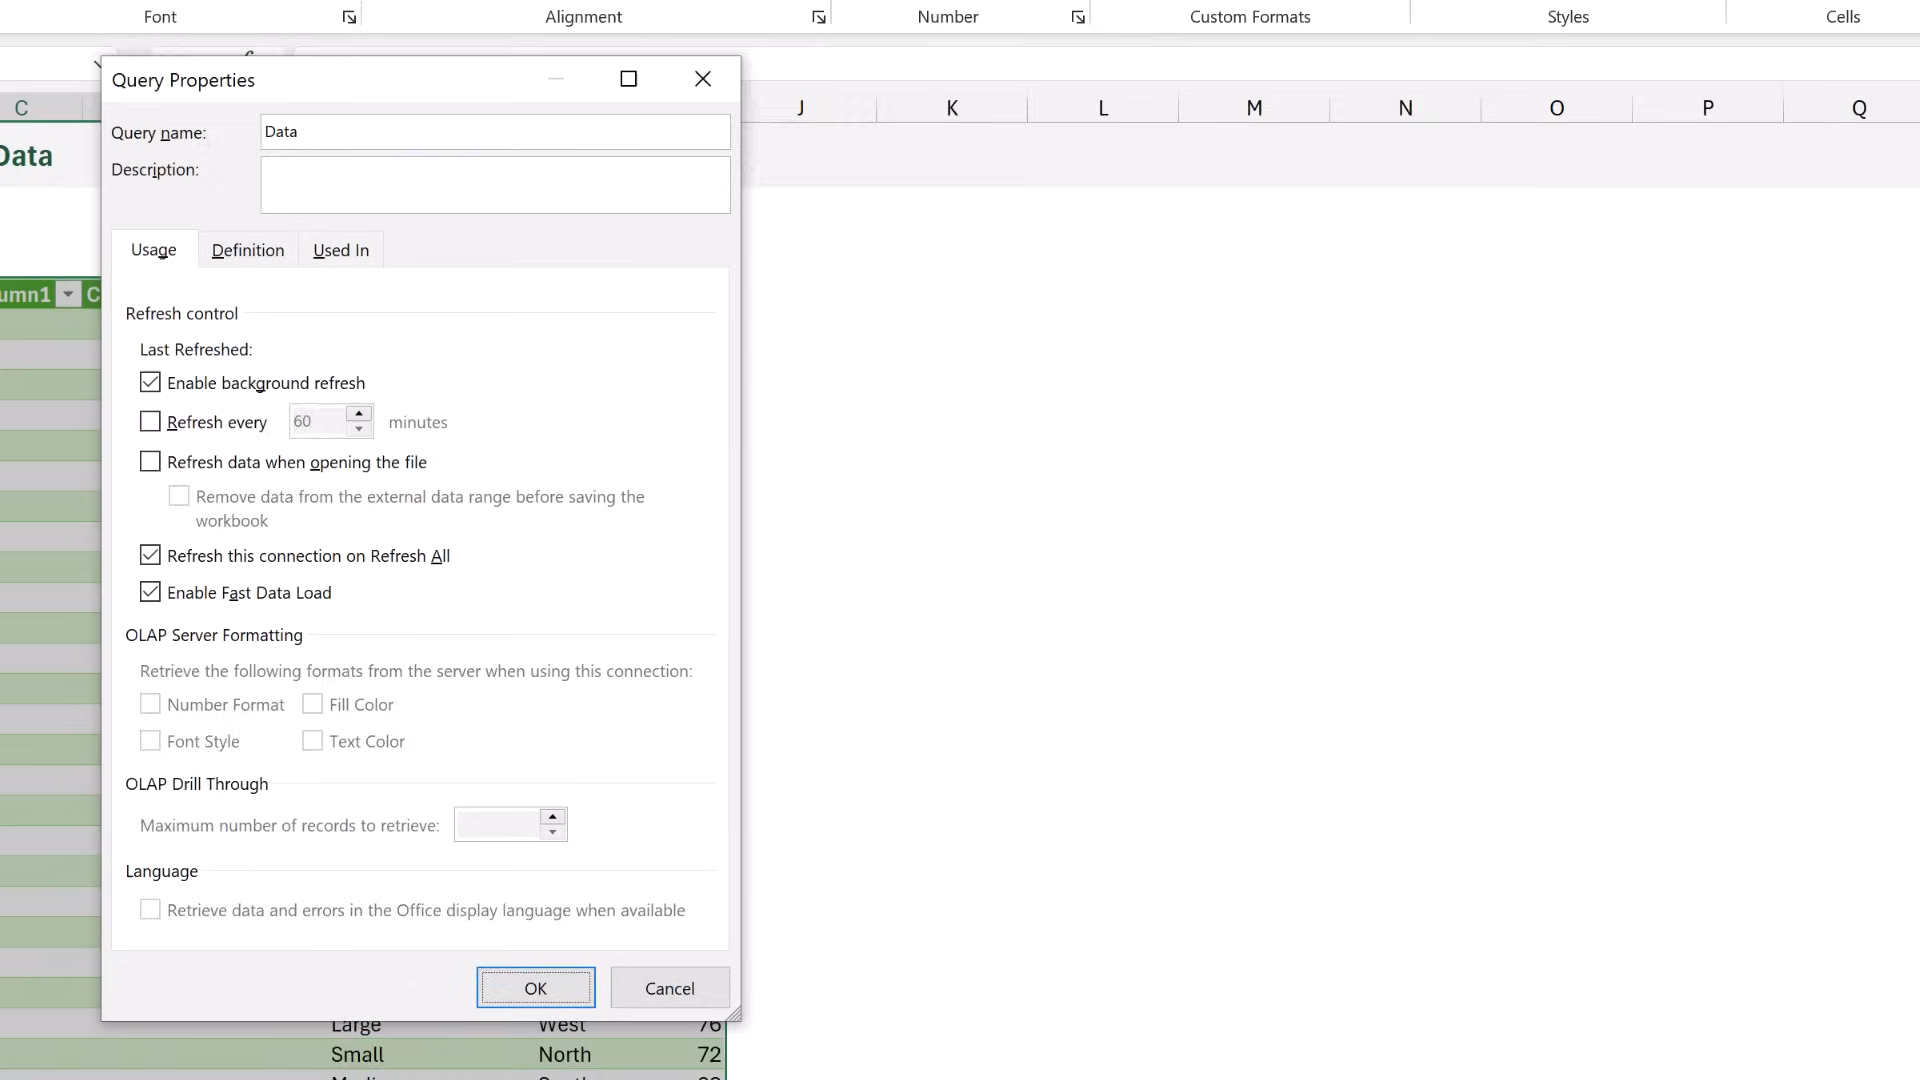 Font
Alignment
Number
Custom Formats
Styles
Cells
Query Properties
C
J
K
L
M
N
O
P
Q
Query name:
Data
Data
Description:
Usage
Definition
Used In
umn1
C
Refresh control
Last Refreshed:
Enable background refresh
Refresh every 60 minutes
Refresh data when opening the file
Remove data from the external data range before saving the
workbook
Refresh this connection on Refresh All
Enable Fast Data Load
OLAP Server Formatting
Retrieve the following formats from the server when using this connection:
Number Format
Fill Color
Font Style
Text Color
OLAP Drill Through
Maximum number of records to retrieve:
Language
Retrieve data and errors in the Office display language when available
OK
Cancel
Large West 76
Small North 72